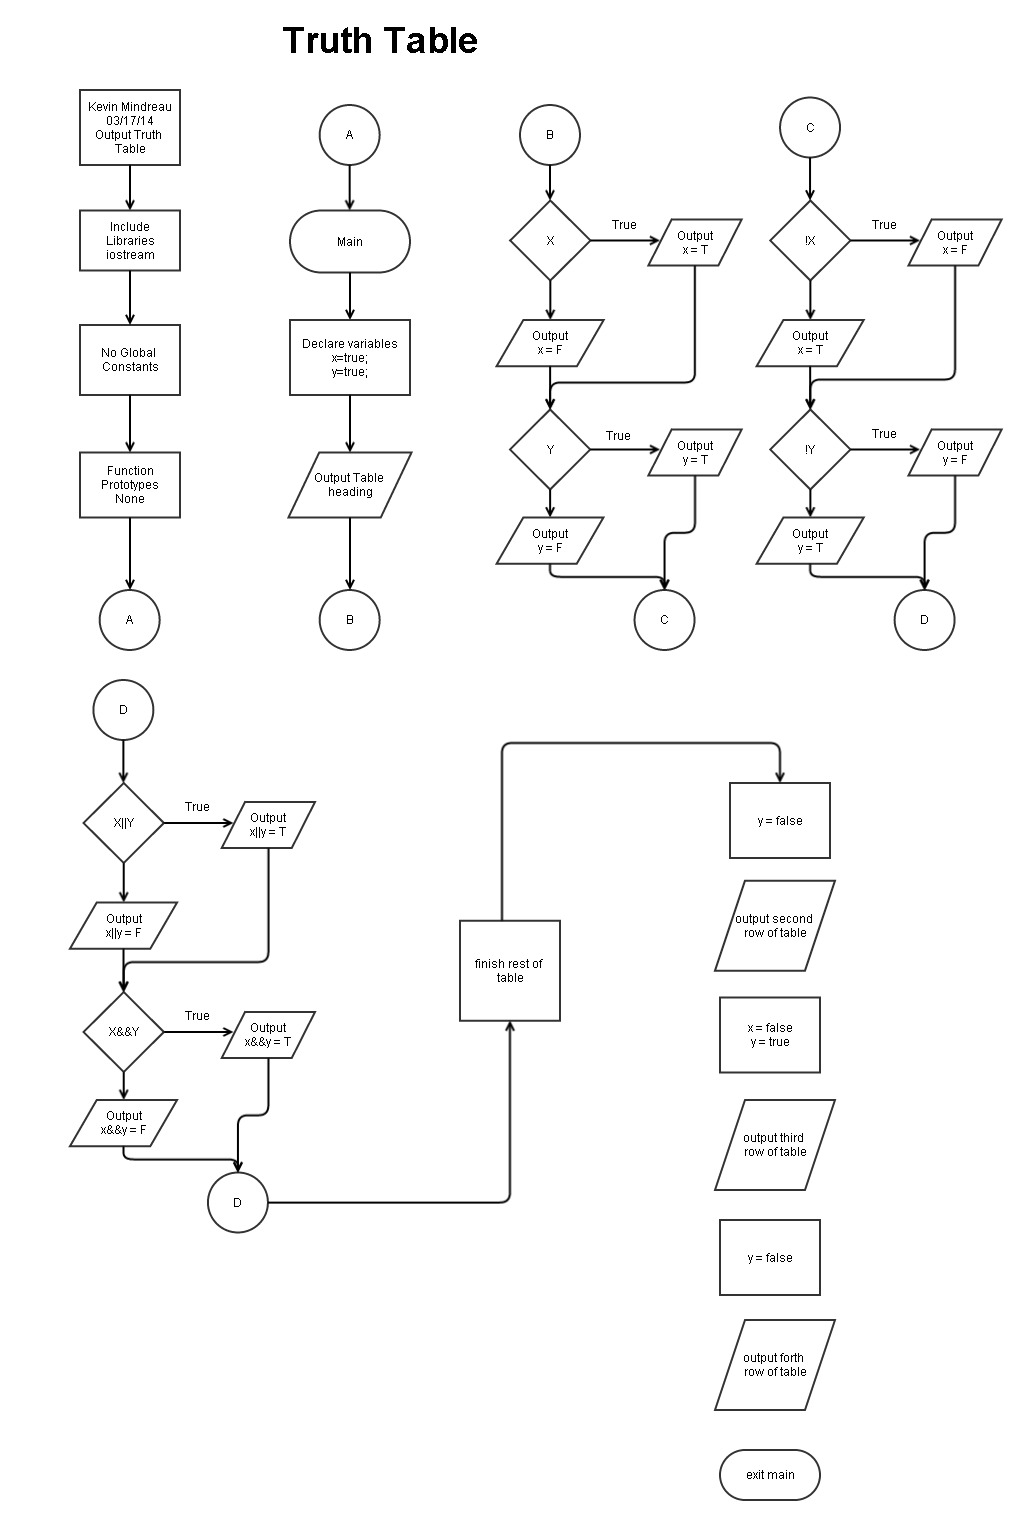 Truth Table
Kevin Mindreau
03/17/14
Output Truth
Table
Include
Libraries
iostream
No Global
Constants
Function
Prototypes
None
A
A
Main
Declare variables
x=true;
y=true;
Output Table
heading
B
B
X
True
Output
x = T
Output
x = F
Y
True
Output
y = T
Output
y = F
C
C
!X
True
Output
x = F
Output
x = T
!Y
True
Output
y = F
Output
y = T
D
D
X||Y
True
Output
x||y = T
Output
x||y = F
X&&Y
True
Output
x&&y = T
Output
x&&y = F
D
finish rest of
table
y = false
output second
row of table
x = false
y = true
output third
row of table
y = false
output forth
row of table
exit main